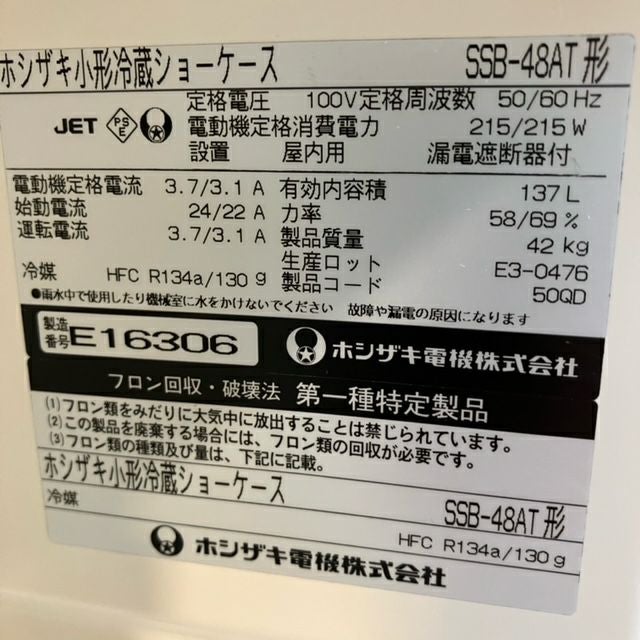 ホシザキ小形冷蔵ショーケース SSB-48AT形
定格電圧 100V定格周波数 50/60 Hz
JET PSE 電動機定格消費電力 215/215 W
設置 屋内用 漏電遮断器付
電動機定格電流 3.7/3.1 A 有効内容積 137 L
始動電流 24/22 A 力率 58/69 %
運転電流 3.7/3.1 A 製品質量 42 kg
生産ロット E3-0476
冷媒 HFC R134a/130 g 製品コード 50QD
●雨水中で使用したり機械室に水をかけないでください 故障や漏電の原因になります
製造番号 E16306 ホシザキ電機株式会社
フロン回収・破壊法 第一種特定製品
(1)フロン類をみだりに大気中に放出することは禁じられています。
(2)この製品を廃棄する場合には、フロン類の回収が必要です。
(3)フロン類の種類及び量は、下記に記載。
ホシザキ小形冷蔵ショーケース SSB-48AT形
冷媒 HFC R134a/130 g
ホシザキ電機株式会社